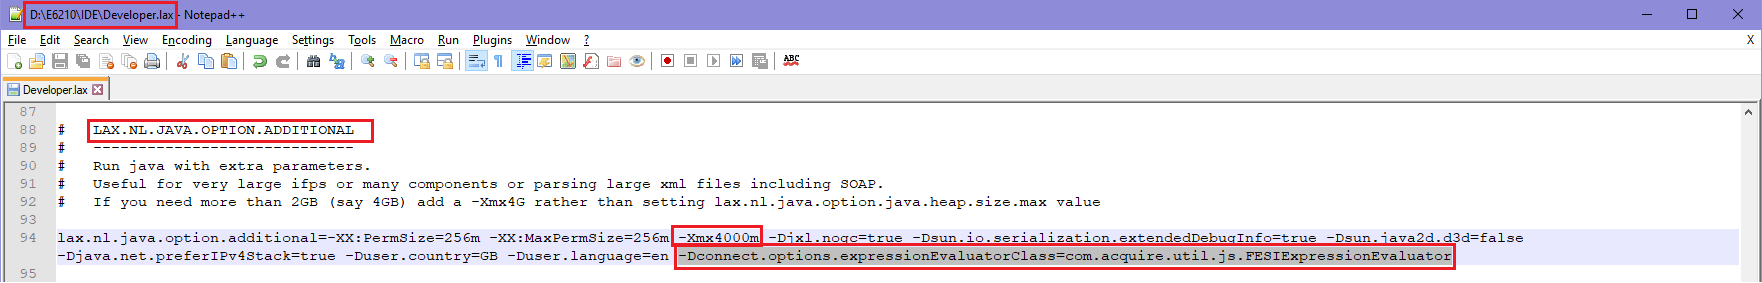 D:\E6210\IDE\Developer.lax - Notepad++
File Edit Search View Encoding Language Settings Tools Macro Run Plugins Window ? X
ABC
Developer.lax
87
88 # LAX.NL.JAVA.OPTION.ADDITIONAL
89 # -----------------------------
90 # Run java with extra parameters.
91 # Useful for very large ifps or many components or parsing large xml files including SOAP.
92 # If you need more than 2GB (say 4GB) add a -Xmx4G rather than setting lax.nl.java.option.java.heap.size.max value
93
94 lax.nl.java.option.additional=-XX:PermSize=256m -XX:MaxPermSize=256m -Xmx4000m -Djxl.nogc=true -Dsun.io.serialization.extendedDebugInfo=true -Dsun.java2d.d3d=false
-Djava.net.preferIPv4Stack=true -Duser.country=GB -Duser.language=en -Dconnect.options.expressionEvaluatorClass=com.acquire.util.js.FESIExpressionEvaluator
95